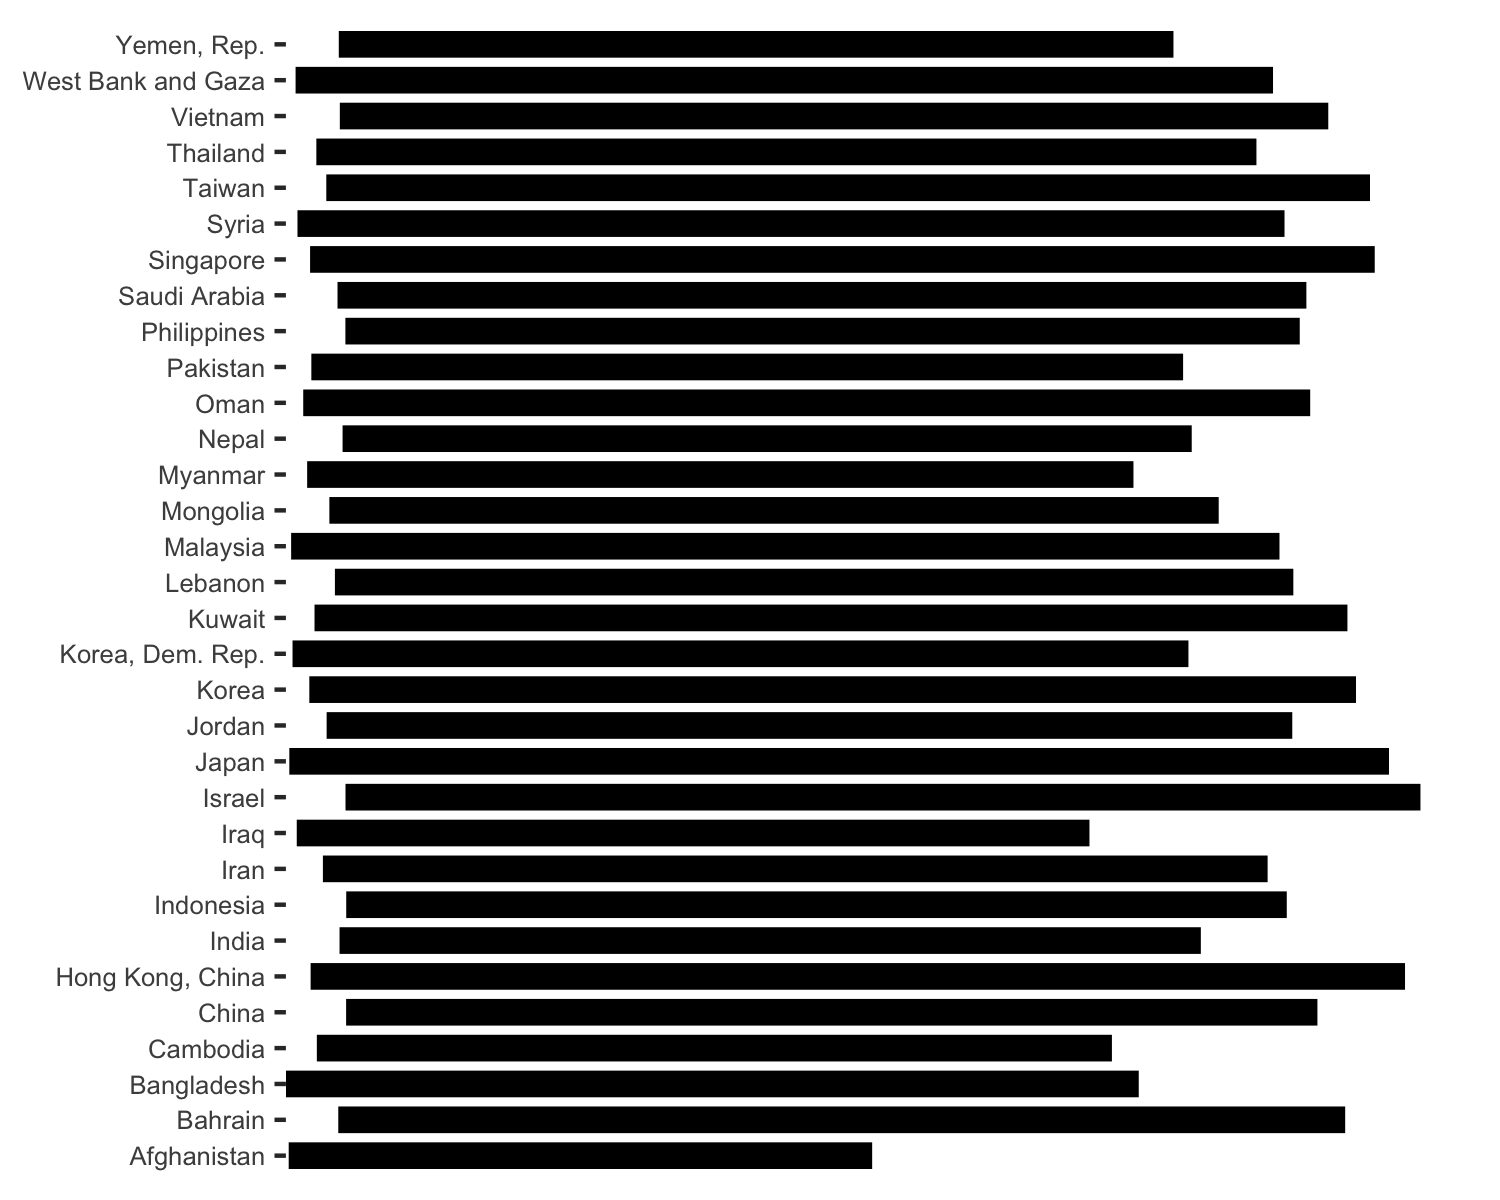 Yemen, Rep.
West Bank and Gaza
Vietnam
Thailand
Taiwan
Syria
Singapore
Saudi Arabia
Philippines
Pakistan
Oman
Nepal
Myanmar
Mongolia
Malaysia
Lebanon
Kuwait
Korea, Dem. Rep.
Korea
Jordan
Japan
Israel
Iraq
Iran
Indonesia
India
Hong Kong, China
China
Cambodia
Bangladesh
Bahrain
Afghanistan